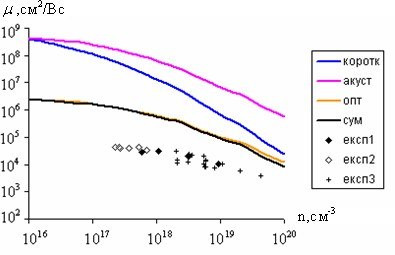 μ,см²/Вс
10⁹
10⁸
10⁷
10⁶
10⁵
10⁴
10³
10²
10¹⁶ 10¹⁷ 10¹⁸ 10¹⁹ 10²⁰
n,см⁻³
коротк
акуст
опт
сум
експ1
експ2
експ3